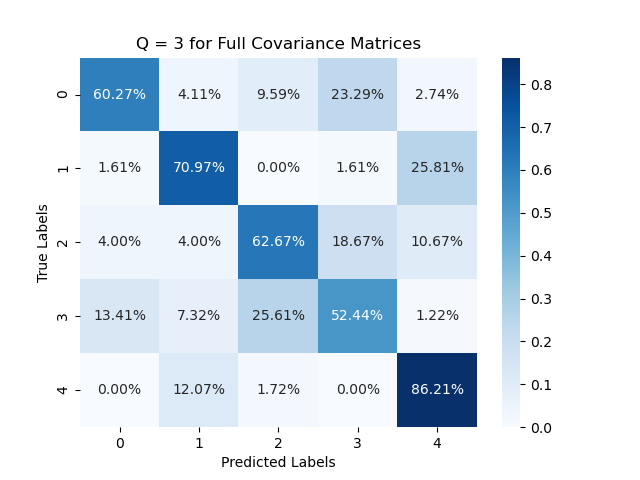 Q = 3 for Full Covariance Matrices
True Labels
0 60.27% 4.11% 9.59% 23.29% 2.74%
1 1.61% 70.97% 0.00% 1.61% 25.81%
2 4.00% 4.00% 62.67% 18.67% 10.67%
3 13.41% 7.32% 25.61% 52.44% 1.22%
4 0.00% 12.07% 1.72% 0.00% 86.21%
0 1 2 3 4
Predicted Labels
0.8
0.7
0.6
0.5
0.4
0.3
0.2
0.1
0.0